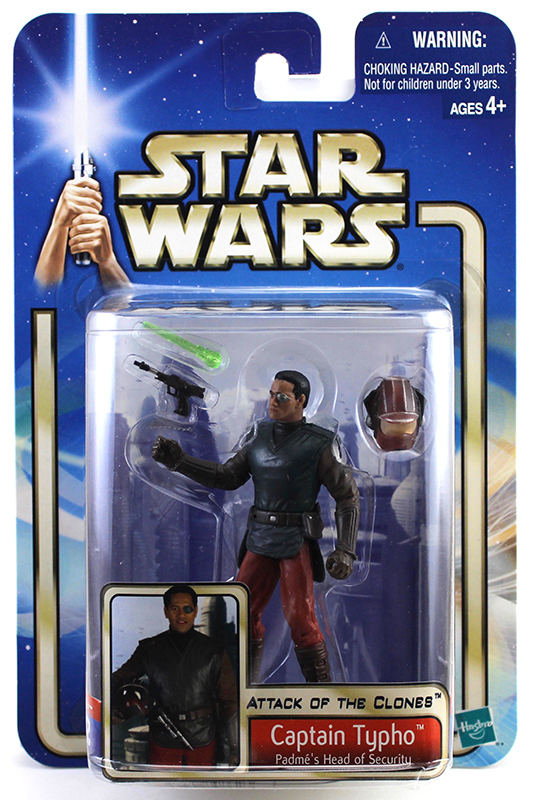 ⚠ WARNING:
CHOKING HAZARD-Small parts.
Not for children under 3 years.
AGES 4+
STAR
WARS®
ATTACK OF THE CLONES™
Captain Typho™
Padmé's Head of Security
Hasbro